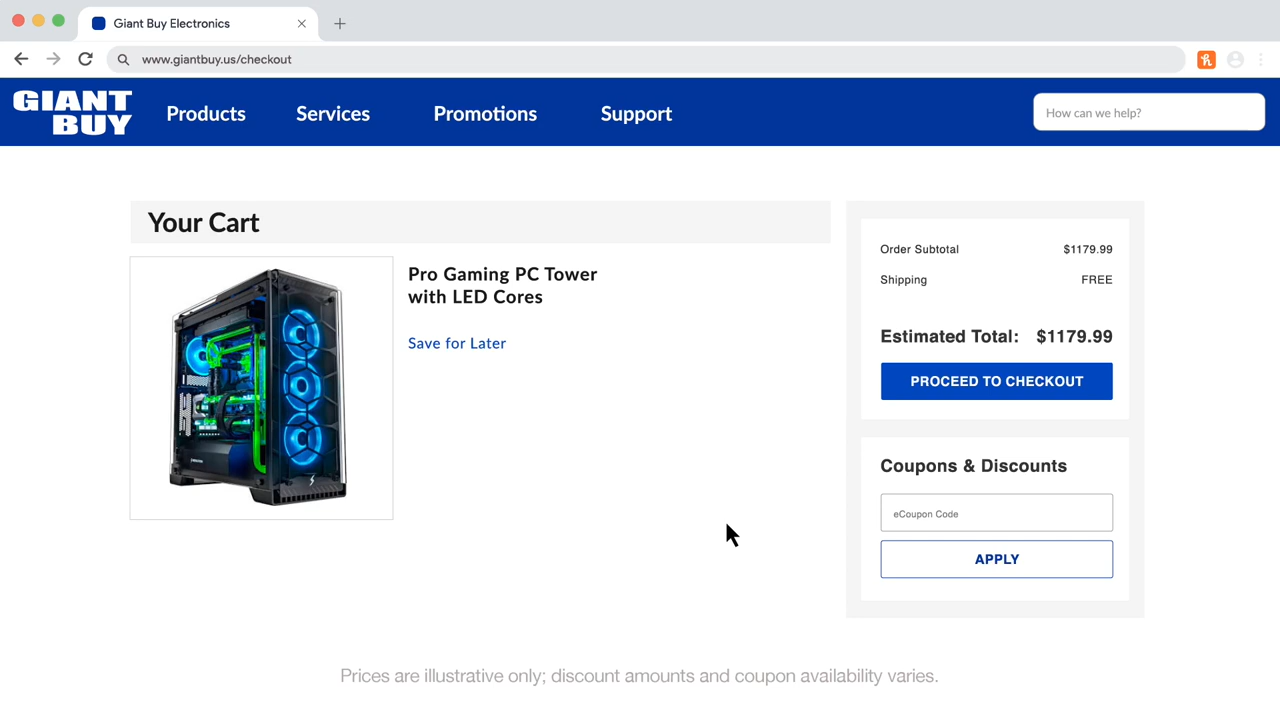 Giant Buy Electronics
www.giantbuy.us/checkout
GIANT
BUY
Products
Services
Promotions
Support
How can we help?
Your Cart
Pro Gaming PC Tower
with LED Cores
Save for Later
Order Subtotal $1179.99
Shipping FREE
Estimated Total: $1179.99
PROCEED TO CHECKOUT
Coupons & Discounts
eCoupon Code
APPLY
Prices are illustrative only; discount amounts and coupon availability varies.